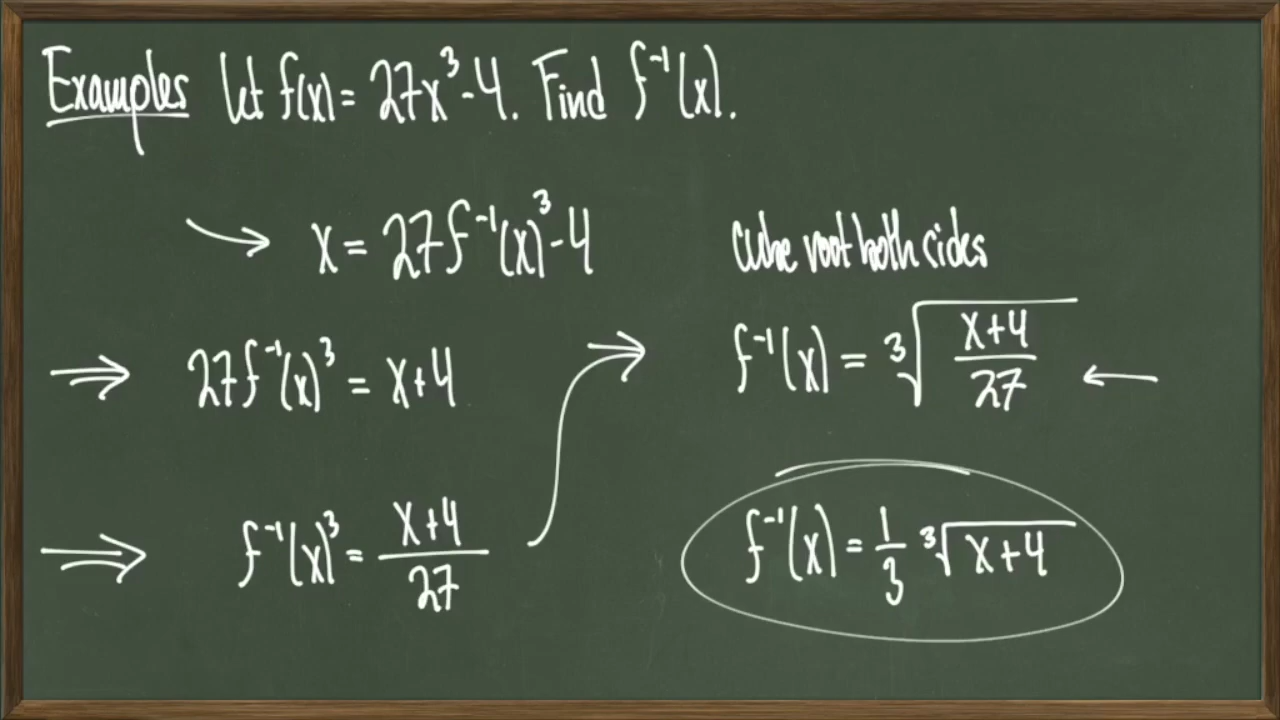 Examples Let f(x) = 27x³-4. Find f⁻¹(x).
x = 27f⁻¹(x)³-4
⇒ 27f⁻¹(x)³ = x+4
⇒ f⁻¹(x)³ = (x+4)/27
cube root both sides
f⁻¹(x) = ∛((x+4)/27) ←
f⁻¹(x) = 1/3 ∛(x+4)